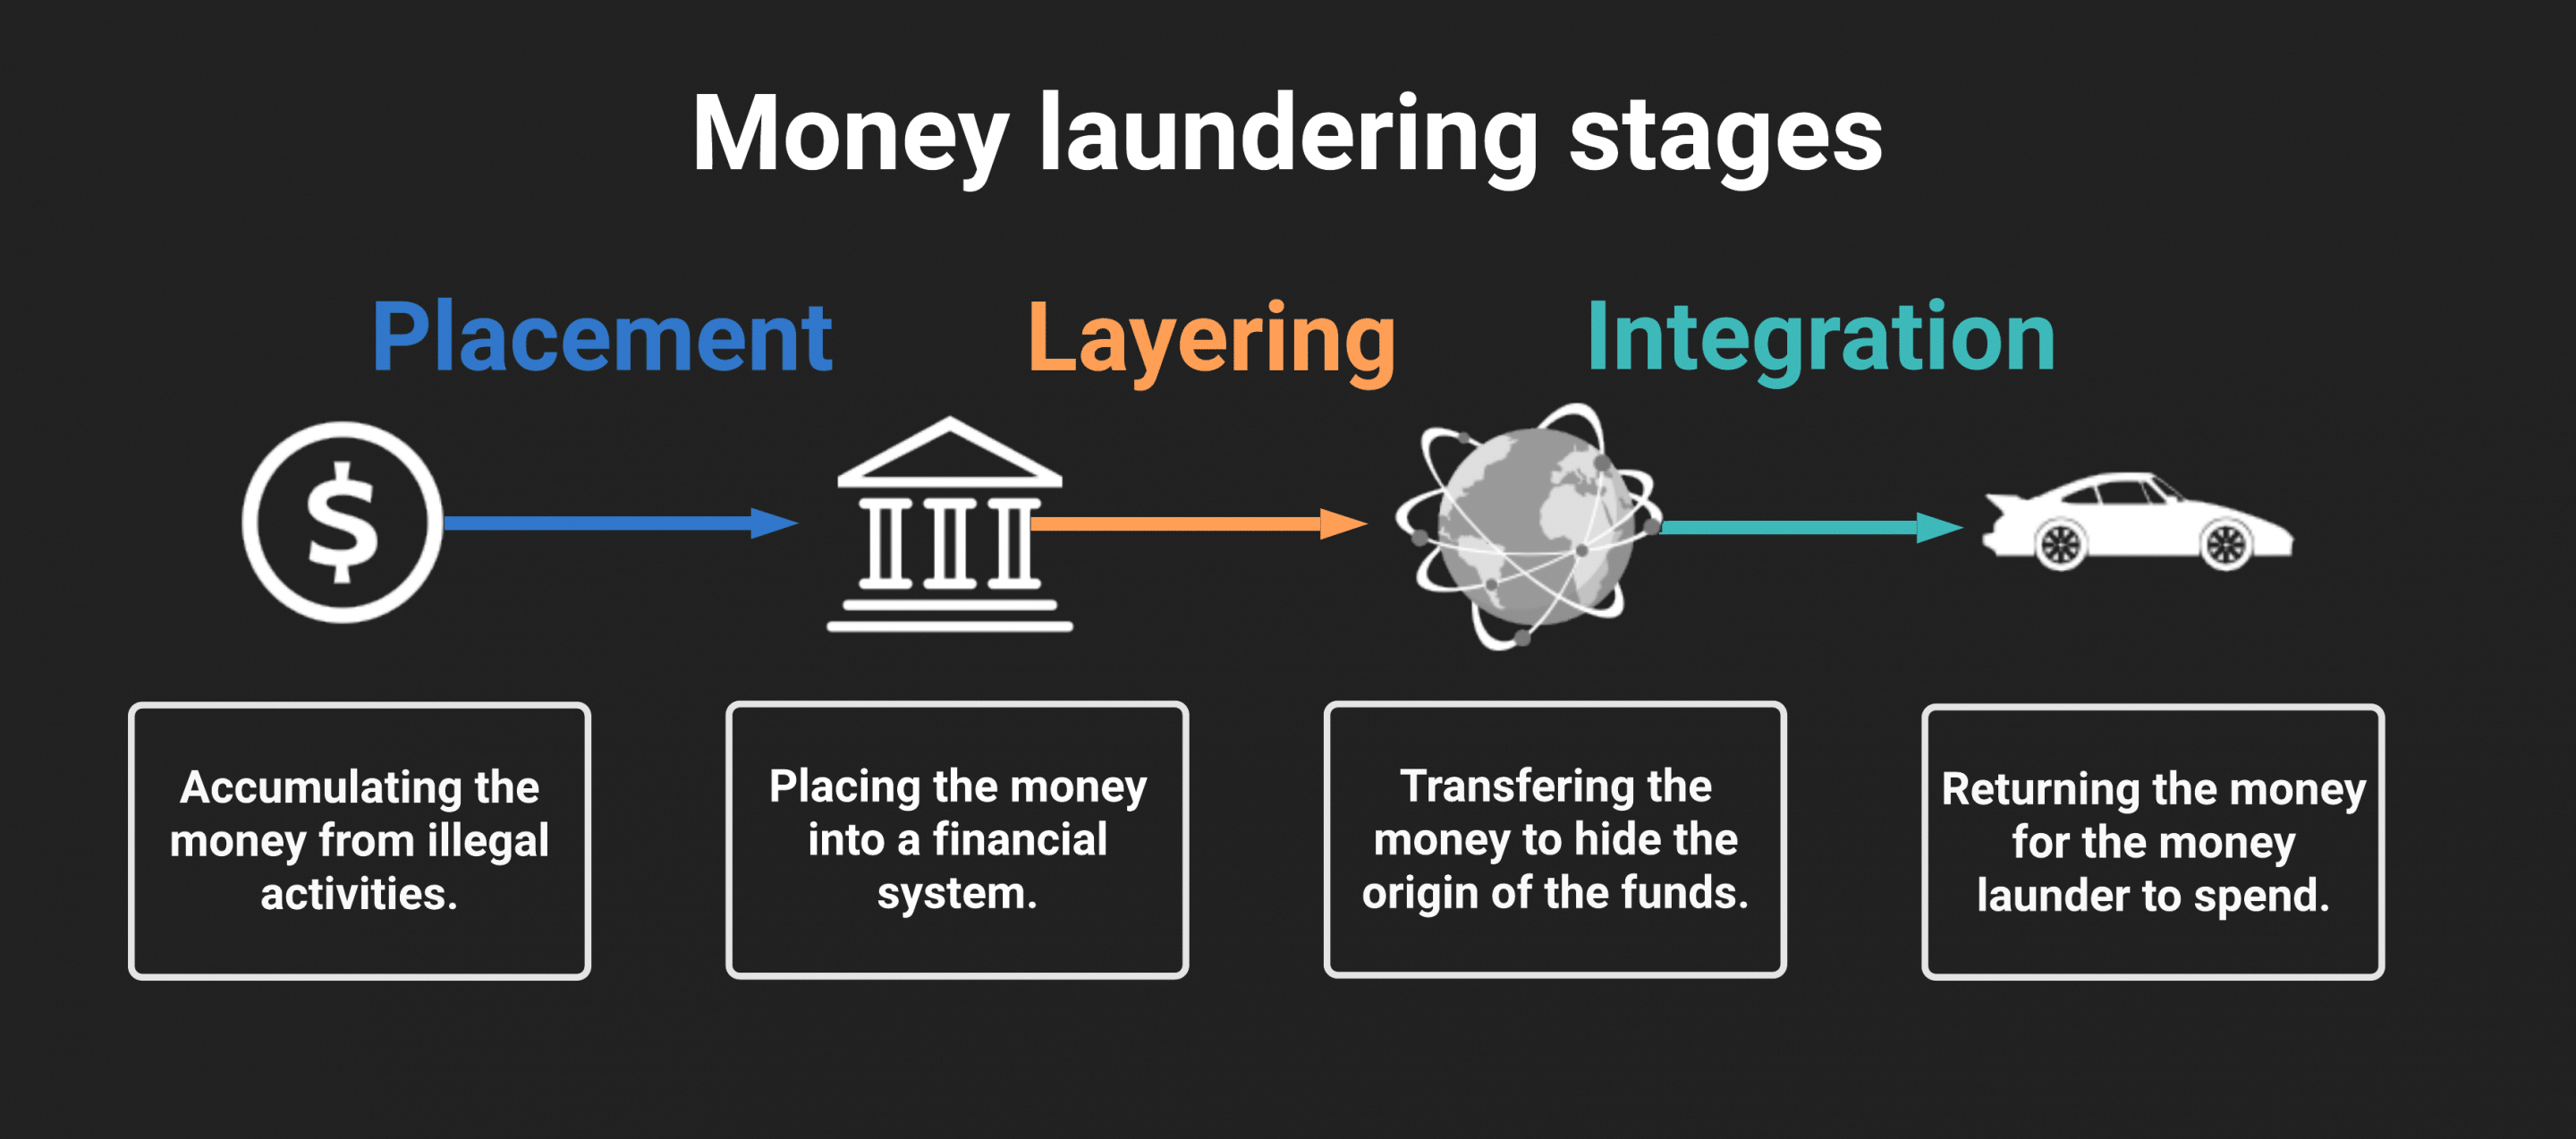 Money laundering stages
Placement
Layering
Integration
$
Accumulating the
money from illegal
activities.
Placing the money
into a financial
system.
Transfering the
money to hide the
origin of the funds.
Returning the money
for the money
launder to spend.